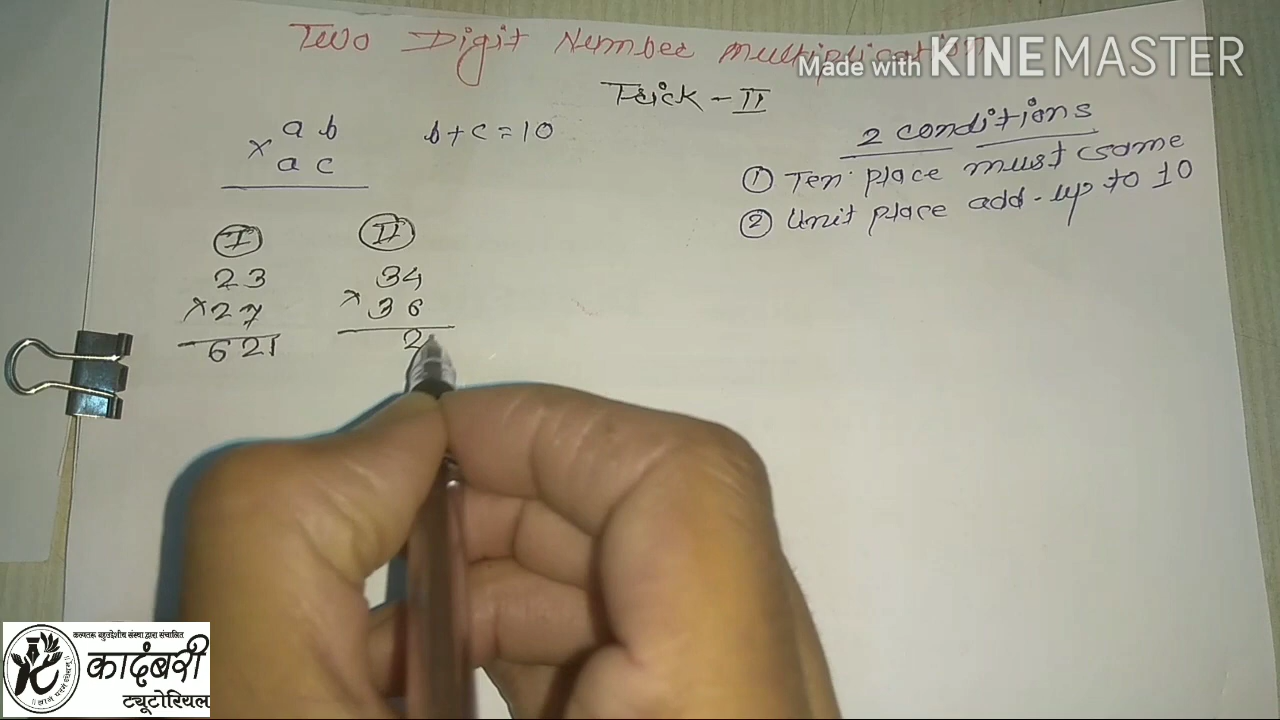 Two Digit Number Multiplication
Made with KINEMASTER
Trick - II
a b
× a c
b + c = 10
2 conditions
① Ten place must same
② Unit place add-up to 10
I
23
× 27
621
II
34
× 36
2
कादंबरी
ट्यूटोरियल